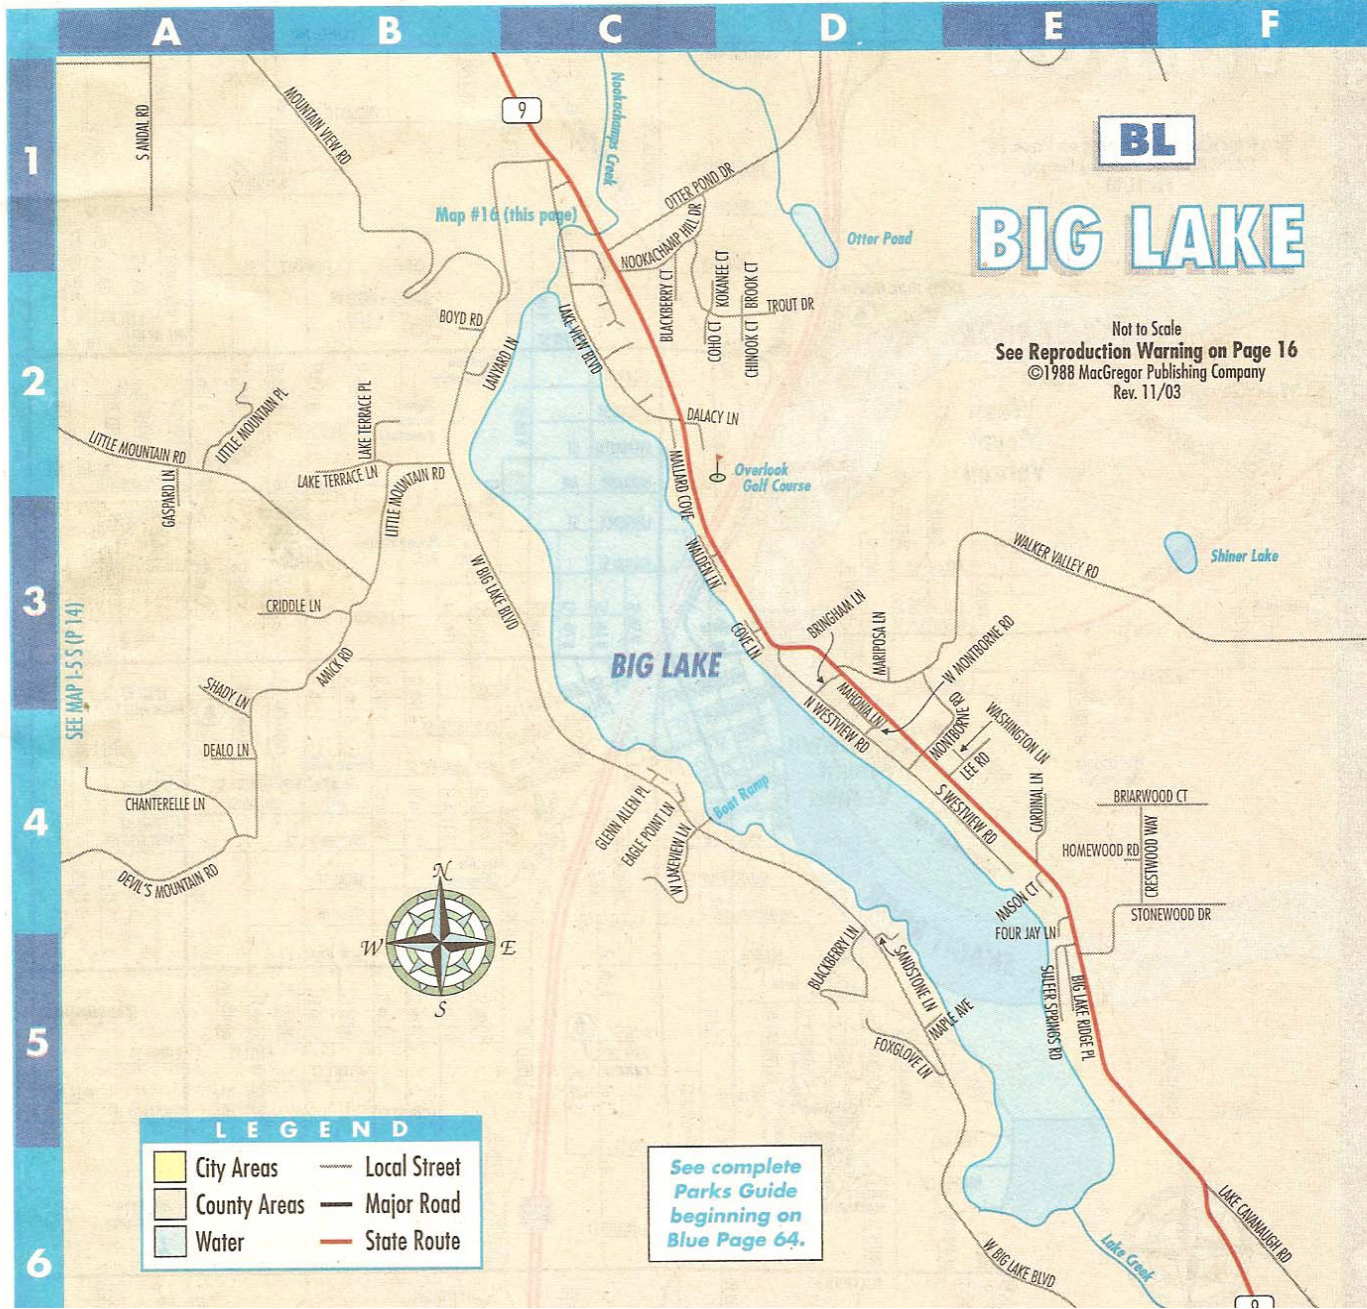 A B C D E F
1
2
3
4
5
6
BL
BIG LAKE
Not to Scale
See Reproduction Warning on Page 16
©1988 MacGregor Publishing Company
Rev. 11/03
9
S ANDAL RD
MOUNTAIN VIEW RD
Nookachamps Creek
Map #16 (this page)
OTTER POND DR
NOOKACHAMP HILL DR
Otter Pond
BLACKBERRY CT
KOKANEE CT
BROOK CT
TROUT DR
COHO CT
CHINOOK CT
BOYD RD
LANYARD LN
LAKE VIEW BLVD
DALACY LN
LITTLE MOUNTAIN PL
LITTLE MOUNTAIN RD
LAKE TERRACE PL
LAKE TERRACE LN
LITTLE MOUNTAIN RD
GASPARD LN
MALLARD COVE
Overlook
Golf Course
WALDEN LN
WALKER VALLEY RD
Shiner Lake
W BIG LAKE BLVD
CRIDDLE LN
AMICK RD
SHADY LN
DEALO LN
SEE MAP I-5 S (P 14)
COVE LN
BRINGHAM LN
MARIPOSA LN
W MONTBORNE RD
BIG LAKE
MAHONIA LN
N WESTVIEW RD
MONTBORNE RD
WASHINGTON LN
LEE RD
CHANTERELLE LN
DEVIL'S MOUNTAIN RD
GLENN ALLEN PL
EAGLE POINT LN
W LAKEVIEW LN
Boat Ramp
S WESTVIEW RD
CARDINAL LN
BRIARWOOD CT
HOMEWOOD RD
CRESTWOOD WAY
STONEWOOD DR
MASON CT
FOUR JAY LN
N
W E
S
BLACKBERRY LN
SANDSTONE LN
MAPLE AVE
FOXGLOVE LN
SULFER SPRINGS RD
BIG LAKE RIDGE PL
LEGEND
City Areas
Local Street
County Areas
Major Road
Water
State Route
See complete
Parks Guide
beginning on
Blue Page 64.
W BIG LAKE BLVD
Lake Creek
LAKE CAVANAUGH RD
9